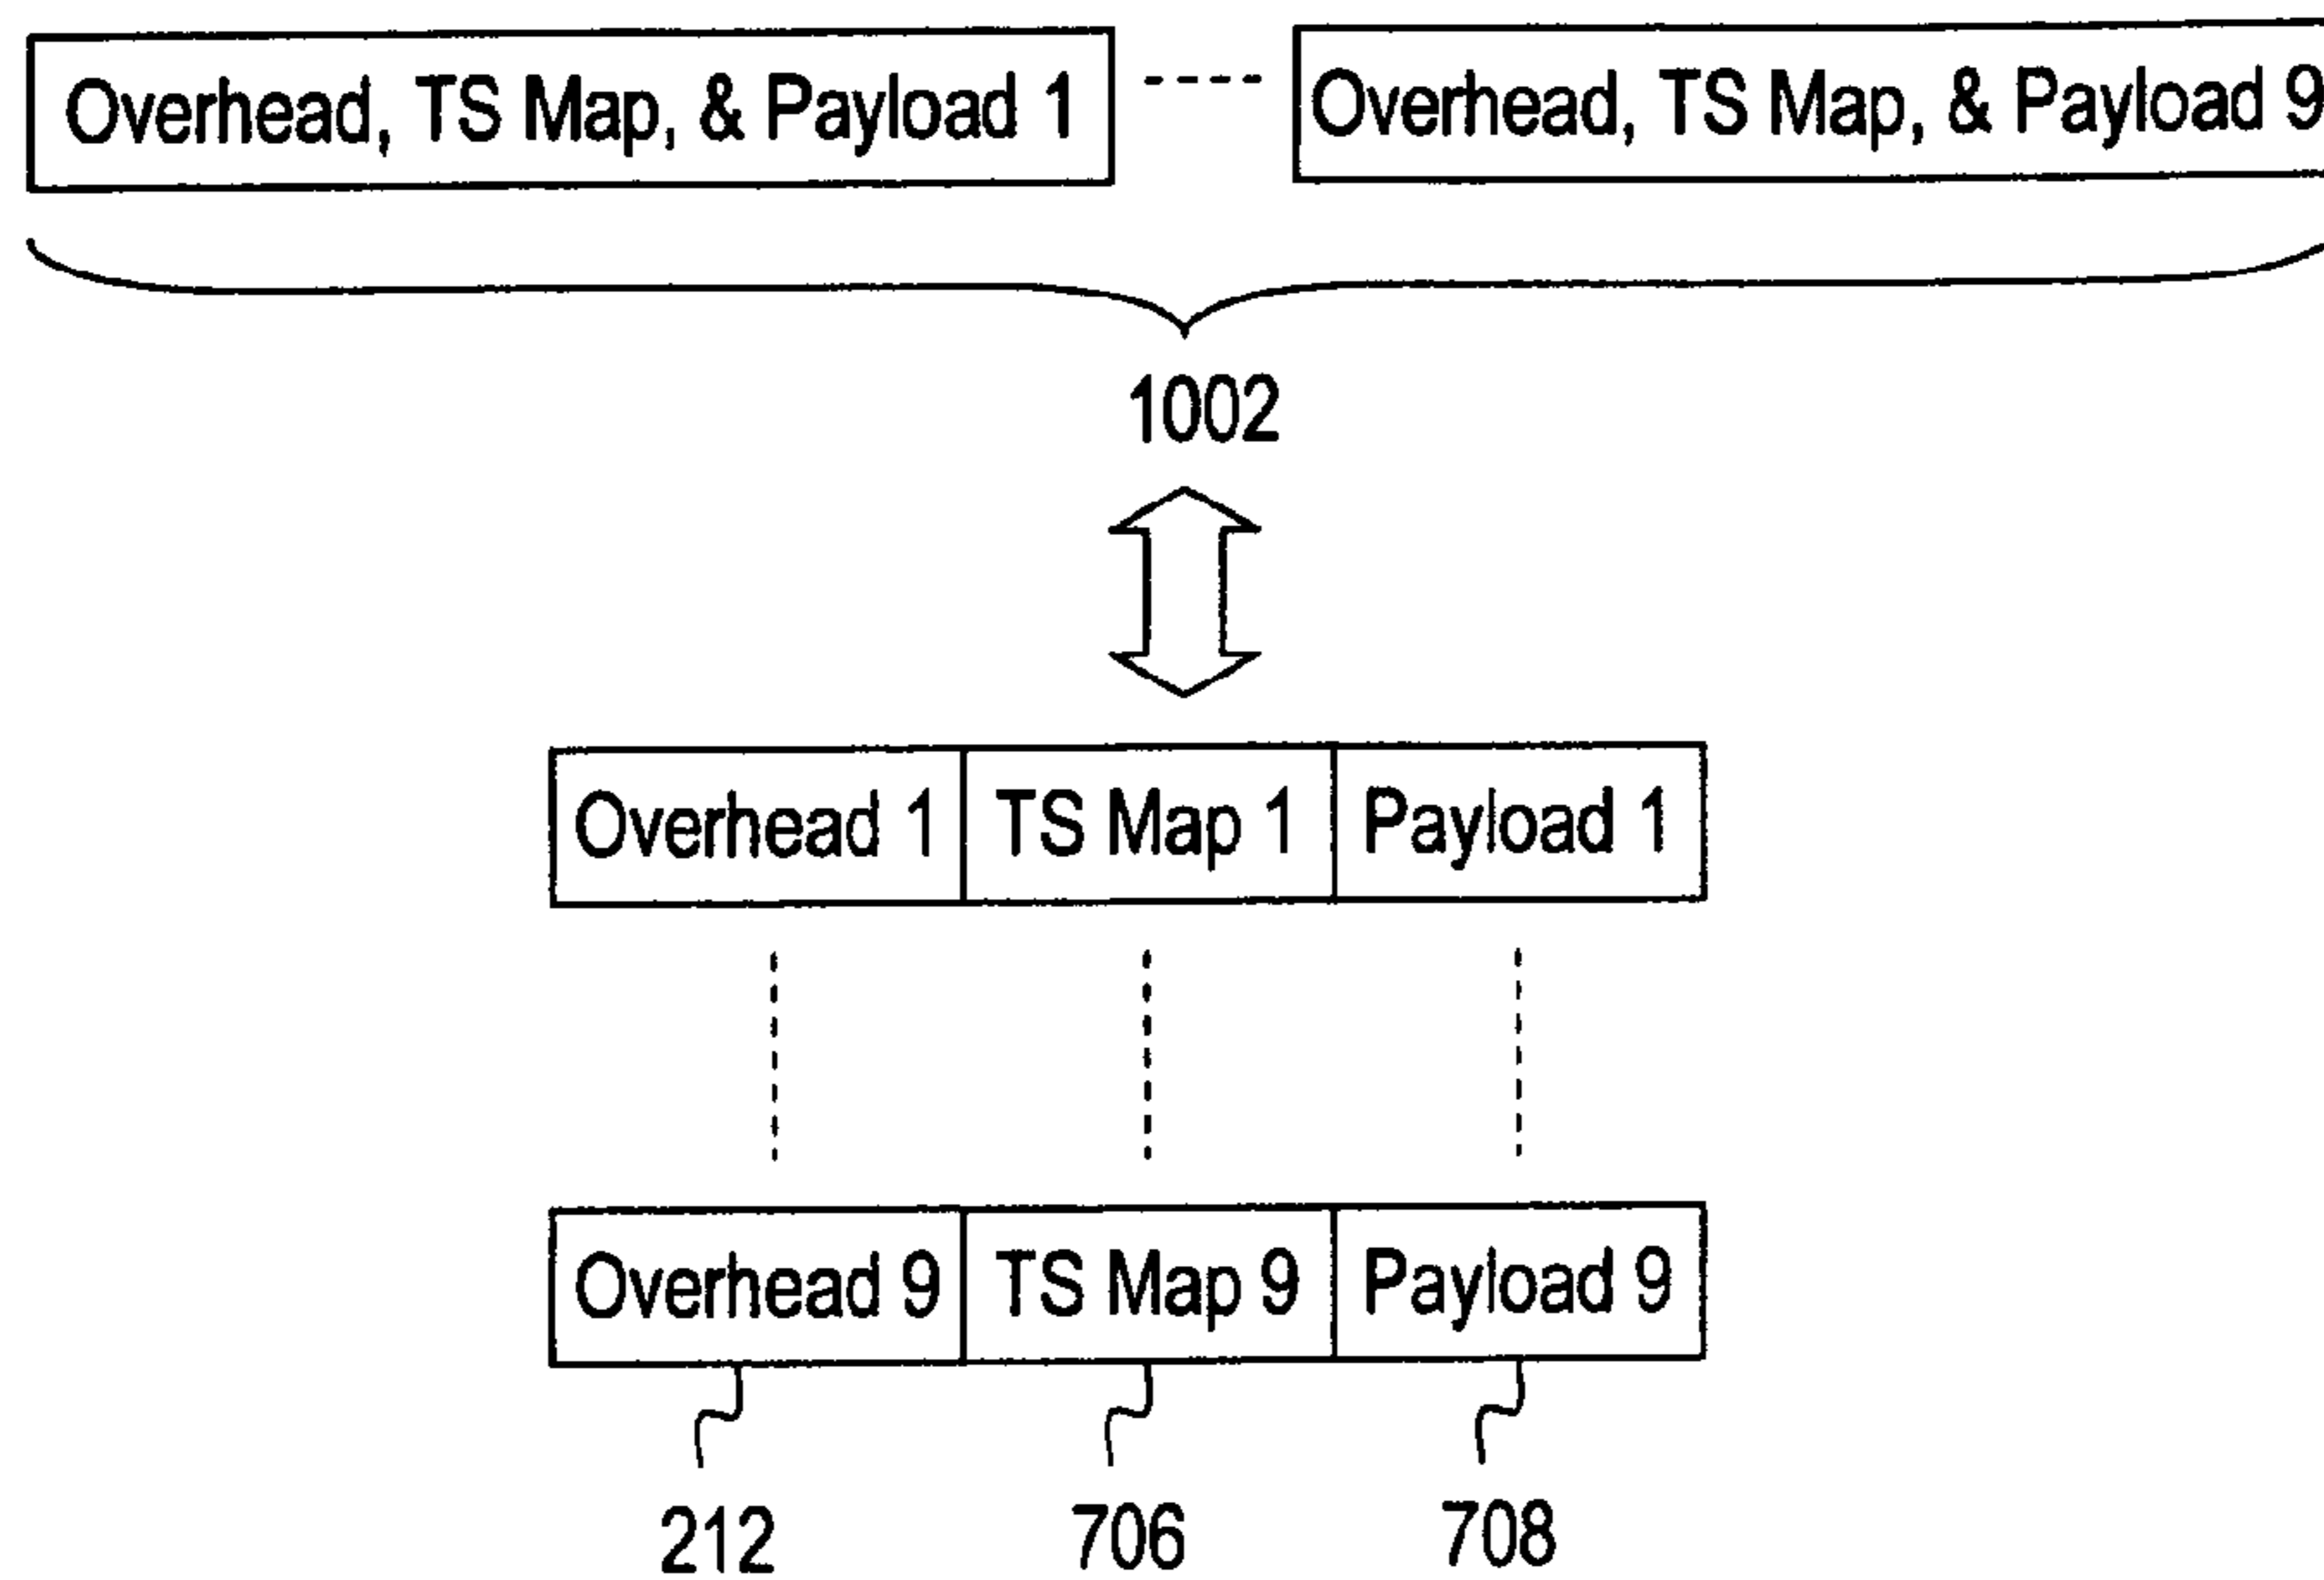 Overhead, TS Map, & Payload 1 Overhead, TS Map, & Payload 9
1002
Overhead 1 TS Map 1 Payload 1
Overhead 9 TS Map 9 Payload 9
212 706 708